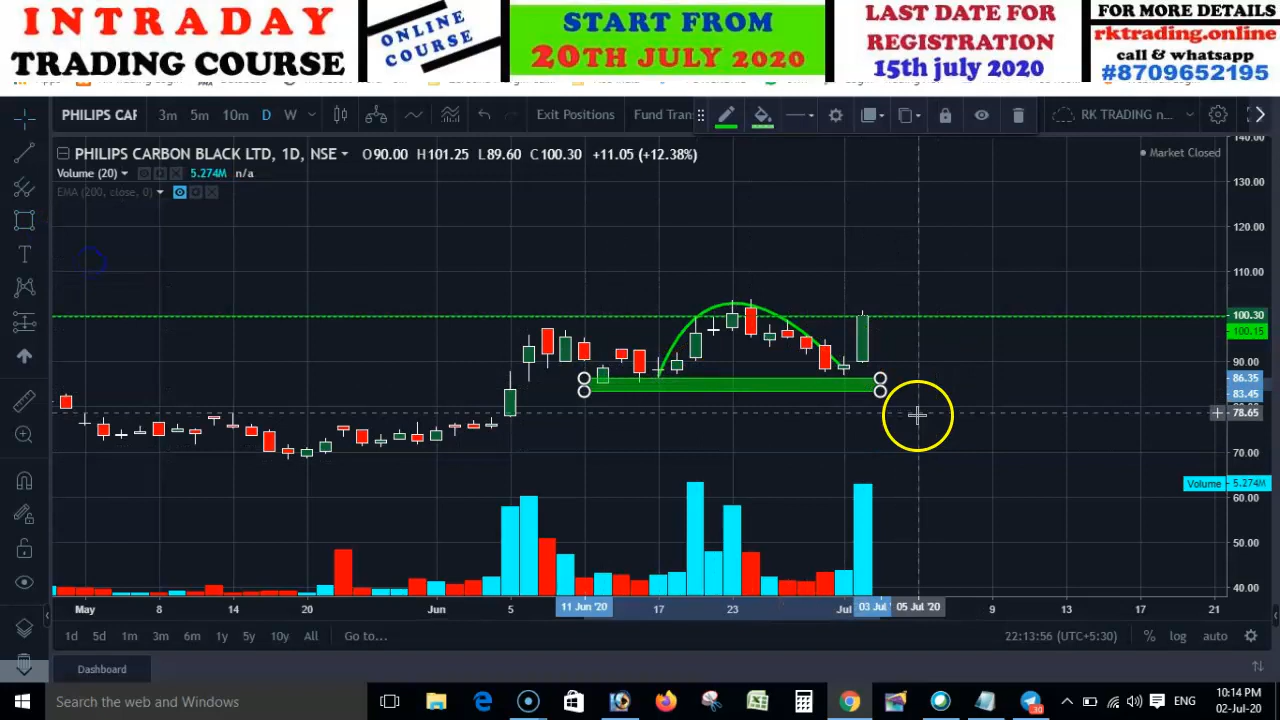 INTRADAY
TRADING COURSE
ONLINE
COURSE
START FROM
20TH JULY 2020
LAST DATE FOR
REGISTRATION
15th july 2020
FOR MORE DETAILS
rktrading.online
call & whatsapp
#8709652195
PHILIPS CAR
3m 5m 10m D W
Exit Positions
Fund Tran
RK TRADING n...
PHILIPS CARBON BLACK LTD, 1D, NSE
O90.00 H101.25 L89.60 C100.30 +11.05 (+12.38%)
Market Closed
Volume (20) 5.274M n/a
EMA (200, close, 0)
140.00
130.00
120.00
110.00
100.30
100.15
90.00
86.35
83.45
78.65
70.00
Volume 5.274M
60.00
50.00
40.00
May 8 14 20 Jun 5 11 Jun '20 17 23 Jul 03 Jul ' 05 Jul '20 9 13 17 21
1d 5d 1m 3m 6m 1y 5y 10y All Go to...
22:13:56 (UTC+5:30) % log auto
Dashboard
Search the web and Windows
ENG
10:14 PM
02-Jul-20